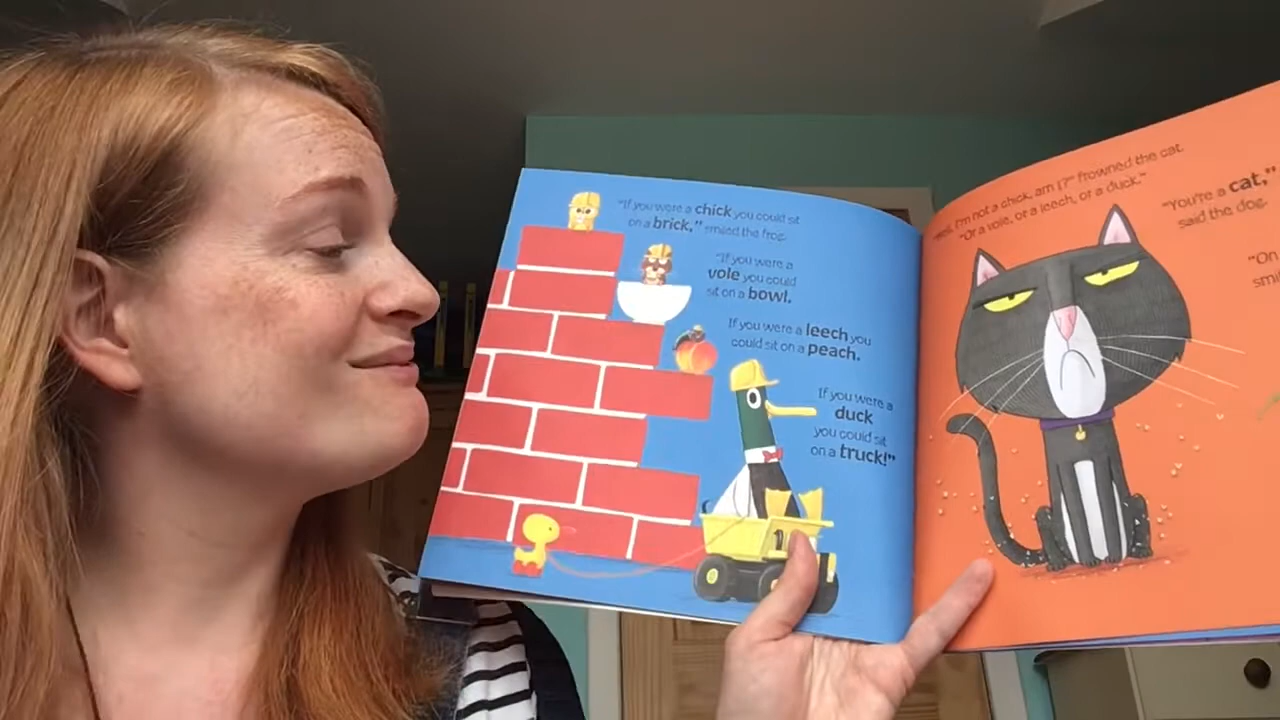 "If you were a chick you could sit
on a brick," smiled the frog.
"If you were a
vole you could
sit on a bowl.
If you were a leech you
could sit on a peach.
If you were a
duck
you could sit
on a truck!"
I'm not a chick, am I?" frowned the cat.
"Or a vole, or a leech, or a duck."
"You're a cat,"
said the dog.
"On